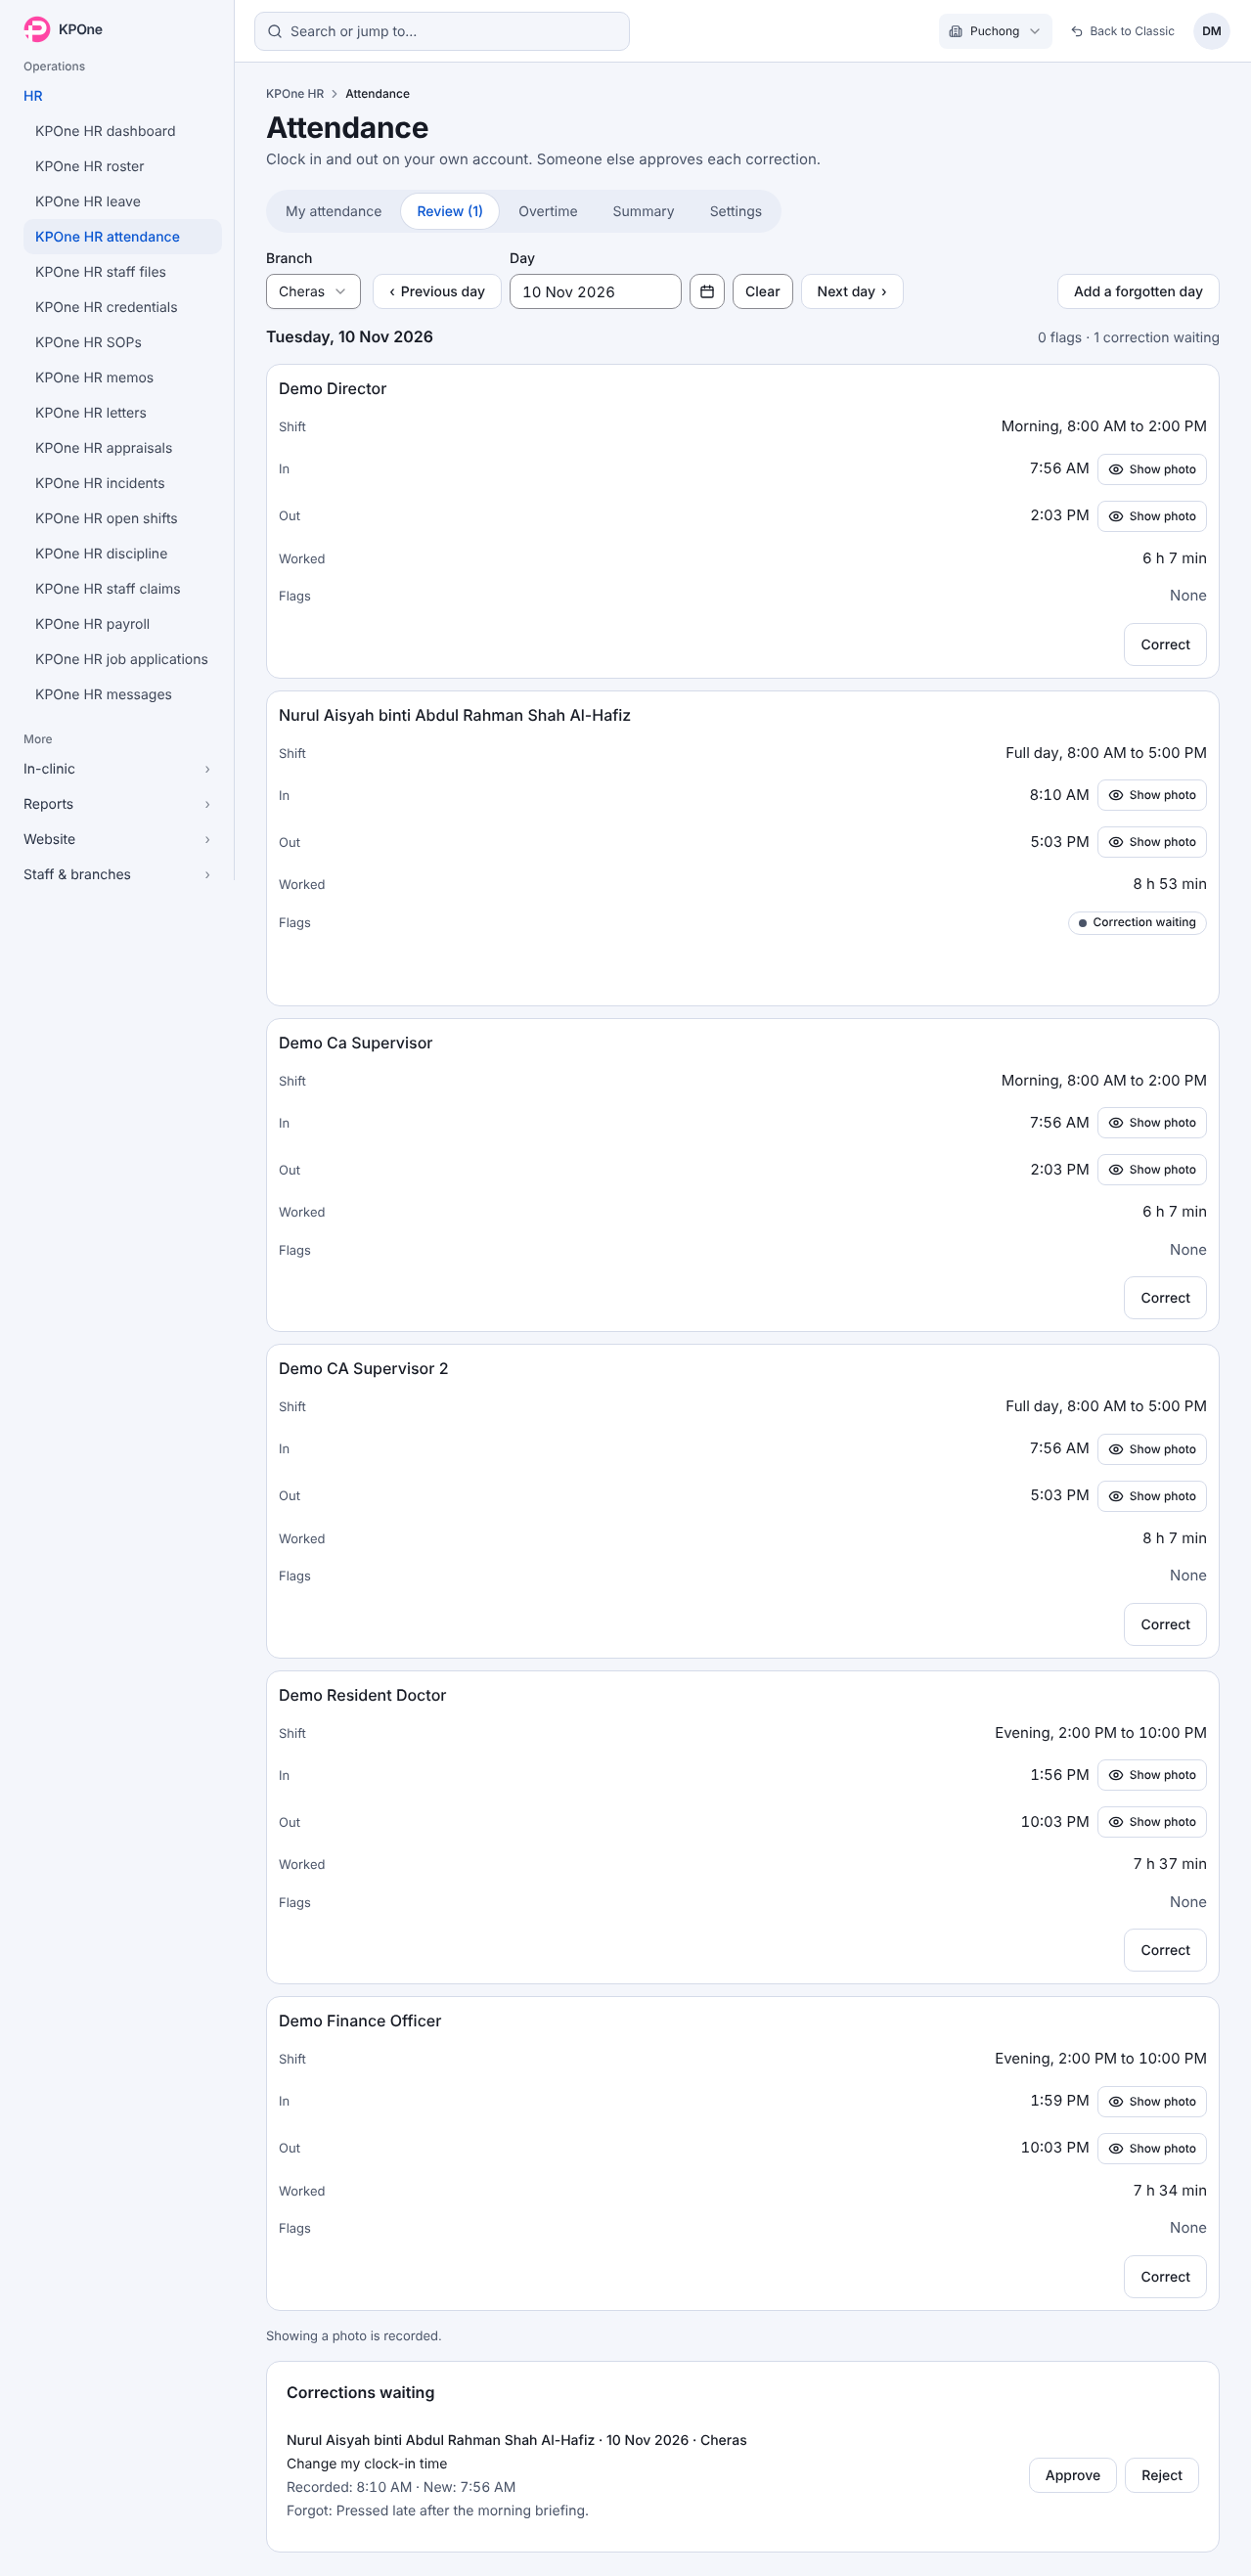 KPOne
Search or jump to...
Puchong
Back to Classic
DM
Operations
HR
KPOne HR dashboard
KPOne HR roster
KPOne HR leave
KPOne HR attendance
KPOne HR staff files
KPOne HR credentials
KPOne HR SOPs
KPOne HR memos
KPOne HR letters
KPOne HR appraisals
KPOne HR incidents
KPOne HR open shifts
KPOne HR discipline
KPOne HR staff claims
KPOne HR payroll
KPOne HR job applications
KPOne HR messages
More
In-clinic
Reports
Website
Staff & branches
KPOne HR > Attendance
Attendance
Clock in and out on your own account. Someone else approves each correction.
My attendance Review (1) Overtime Summary Settings
Branch Day
Cheras ‹ Previous day 10 Nov 2026 Clear Next day › Add a forgotten day
Tuesday, 10 Nov 2026 0 flags · 1 correction waiting
Demo Director
Shift Morning, 8:00 AM to 2:00 PM
In 7:56 AM Show photo
Out 2:03 PM Show photo
Worked 6 h 7 min
Flags None
Correct
Nurul Aisyah binti Abdul Rahman Shah Al-Hafiz
Shift Full day, 8:00 AM to 5:00 PM
In 8:10 AM Show photo
Out 5:03 PM Show photo
Worked 8 h 53 min
Flags Correction waiting
Demo Ca Supervisor
Shift Morning, 8:00 AM to 2:00 PM
In 7:56 AM Show photo
Out 2:03 PM Show photo
Worked 6 h 7 min
Flags None
Correct
Demo CA Supervisor 2
Shift Full day, 8:00 AM to 5:00 PM
In 7:56 AM Show photo
Out 5:03 PM Show photo
Worked 8 h 7 min
Flags None
Correct
Demo Resident Doctor
Shift Evening, 2:00 PM to 10:00 PM
In 1:56 PM Show photo
Out 10:03 PM Show photo
Worked 7 h 37 min
Flags None
Correct
Demo Finance Officer
Shift Evening, 2:00 PM to 10:00 PM
In 1:59 PM Show photo
Out 10:03 PM Show photo
Worked 7 h 34 min
Flags None
Correct
Showing a photo is recorded.
Corrections waiting
Nurul Aisyah binti Abdul Rahman Shah Al-Hafiz · 10 Nov 2026 · Cheras
Change my clock-in time
Recorded: 8:10 AM · New: 7:56 AM
Forgot: Pressed late after the morning briefing.
Approve Reject